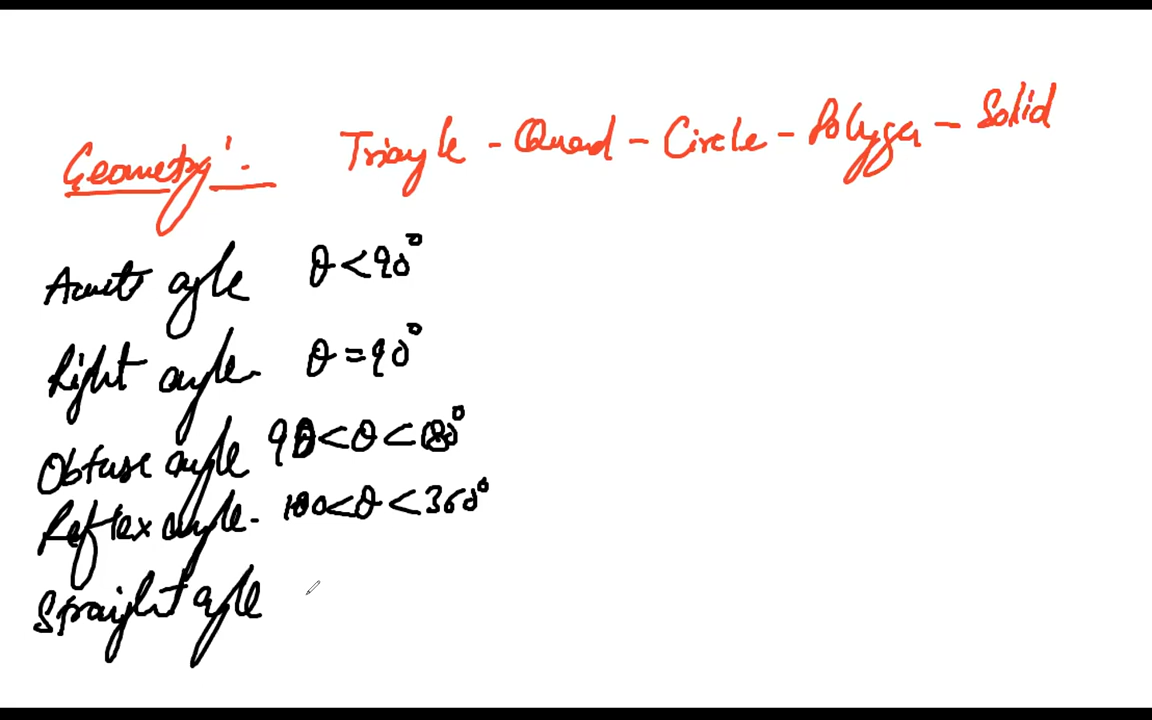 Geometry:- Triangle - Quad - Circle - Polygon - Solid
Acute angle θ < 90°
Right angle. θ = 90°
Obtuse angle 90 < θ < 180°
Reflex angle. 180 < θ < 360°
Straight angle